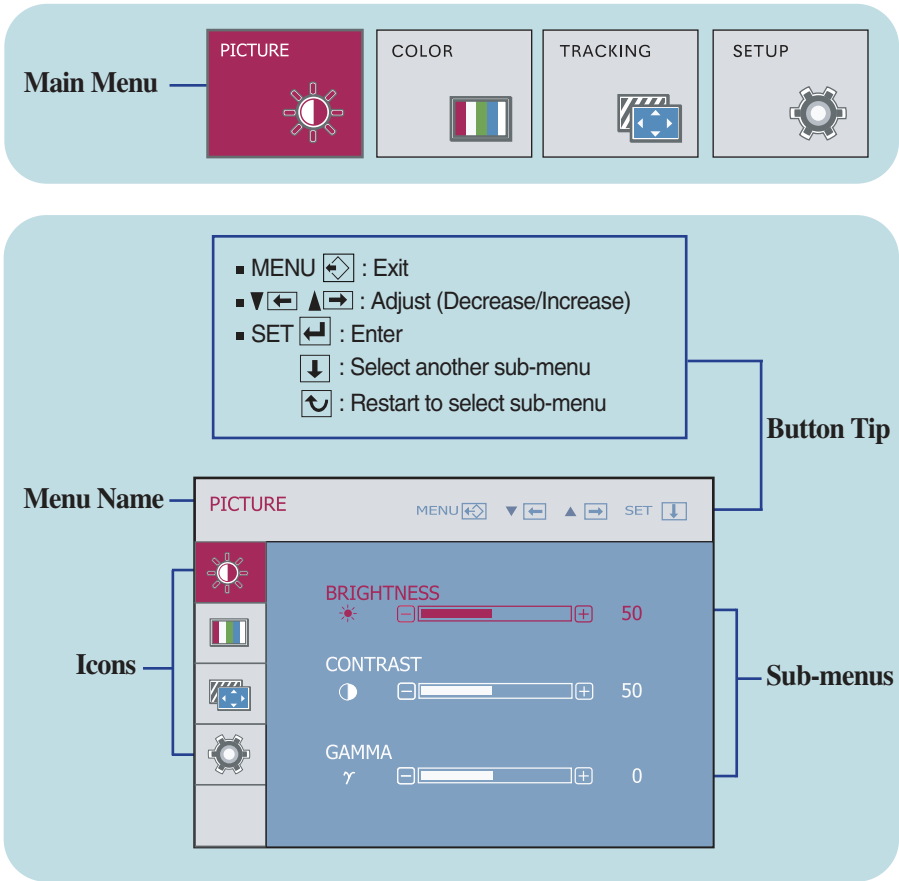 PICTURE
COLOR
TRACKING
SETUP
Main Menu
MENU : Exit
▼ ▲ : Adjust (Decrease/Increase)
SET : Enter
: Select another sub-menu
: Restart to select sub-menu
Button Tip
Menu Name
PICTURE
MENU ▼ ▲ SET
BRIGHTNESS
50
Icons
CONTRAST
50
Sub-menus
GAMMA
γ 0